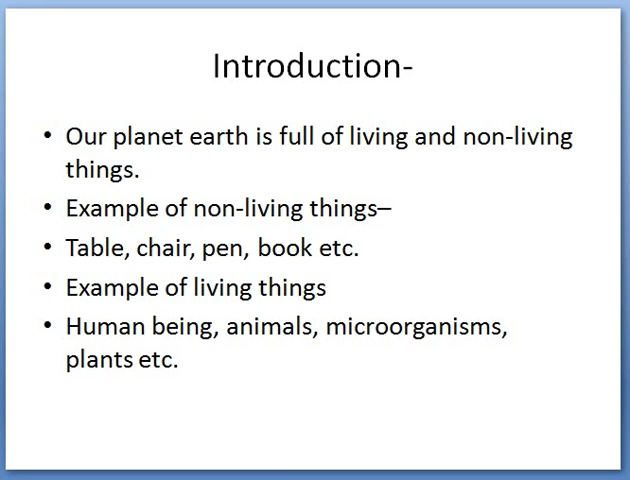 Introduction-
• Our planet earth is full of living and non-living
things.
• Example of non-living things–
• Table, chair, pen, book etc.
• Example of living things
• Human being, animals, microorganisms,
plants etc.